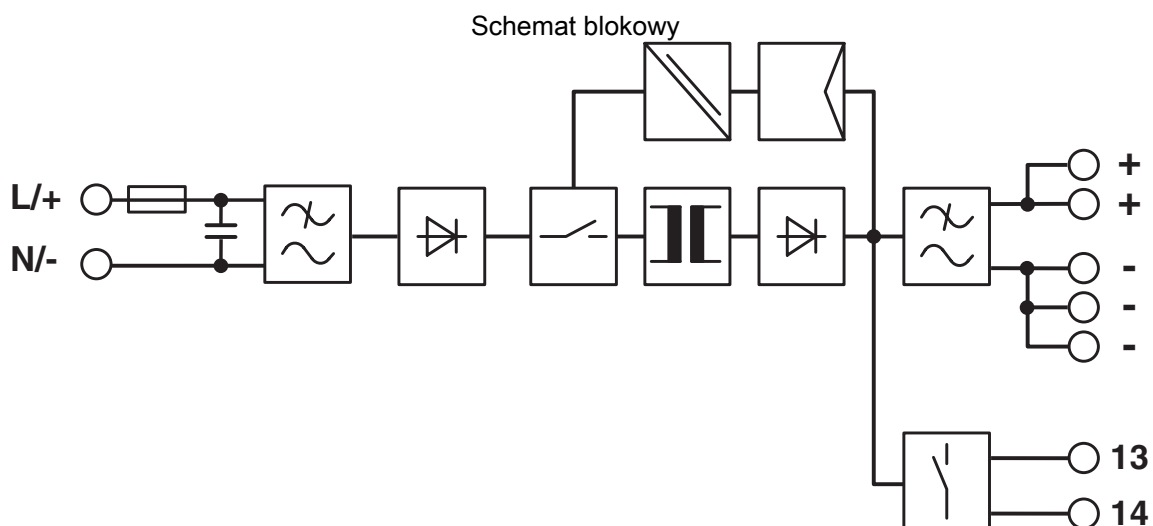 Schemat blokowy
L/+
N/-
+
+
-
-
-
13
14